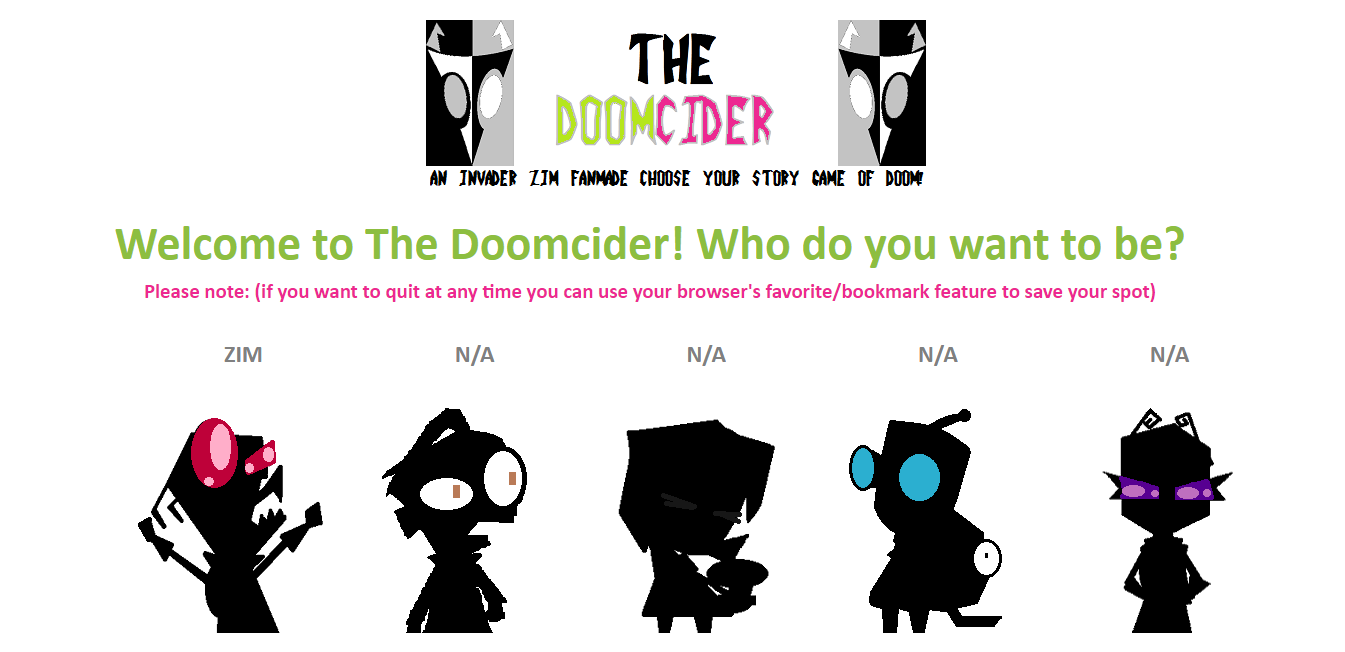 THE
DOOMCIDER
AN INVADER ZIM FANMADE CHOOSE YOUR STORY GAME OF DOOM!
Welcome to The Doomcider! Who do you want to be?
Please note: (if you want to quit at any time you can use your browser's favorite/bookmark feature to save your spot)
ZIM
N/A
N/A
N/A
N/A